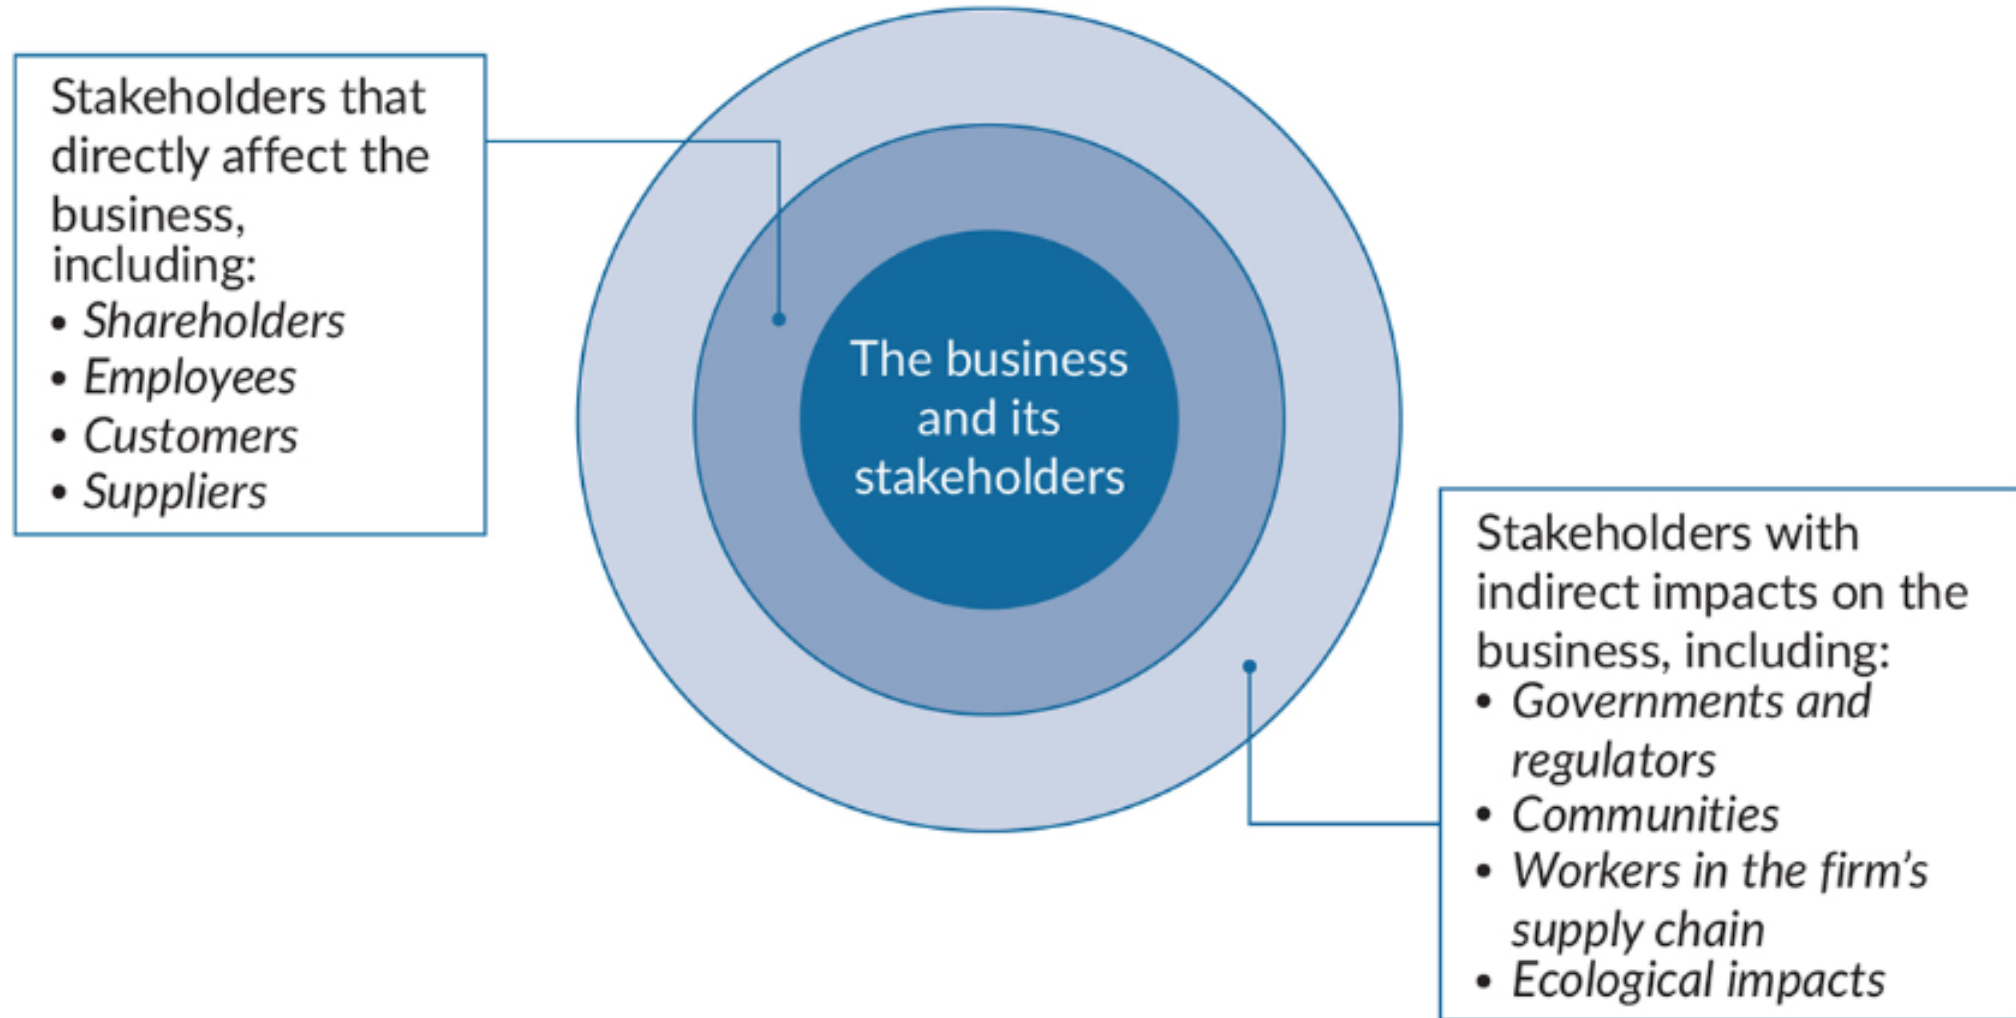 Stakeholders that
directly affect the
business,
including:
• Shareholders
• Employees
• Customers
• Suppliers
The business
and its
stakeholders
Stakeholders with
indirect impacts on the
business, including:
• Governments and
regulators
• Communities
• Workers in the firm’s
supply chain
• Ecological impacts